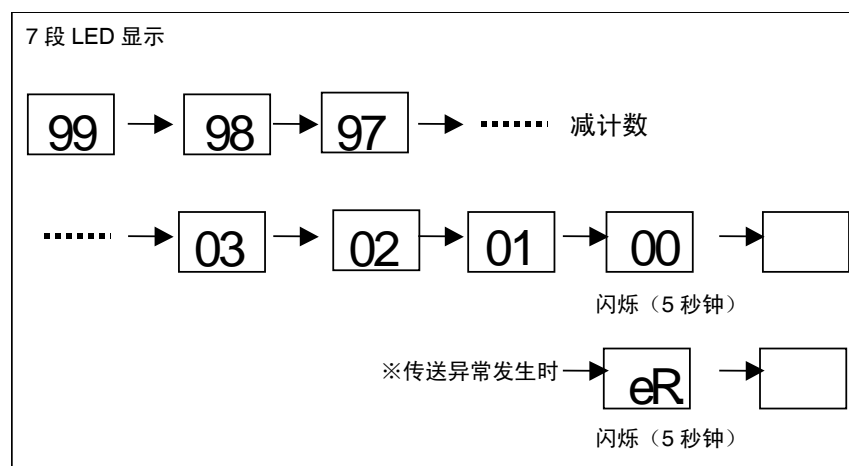 7 段 LED 显示
99 98 97 减计数
03 02 01 00
闪烁（5 秒钟）
※传送异常发生时 eR.
闪烁（5 秒钟）